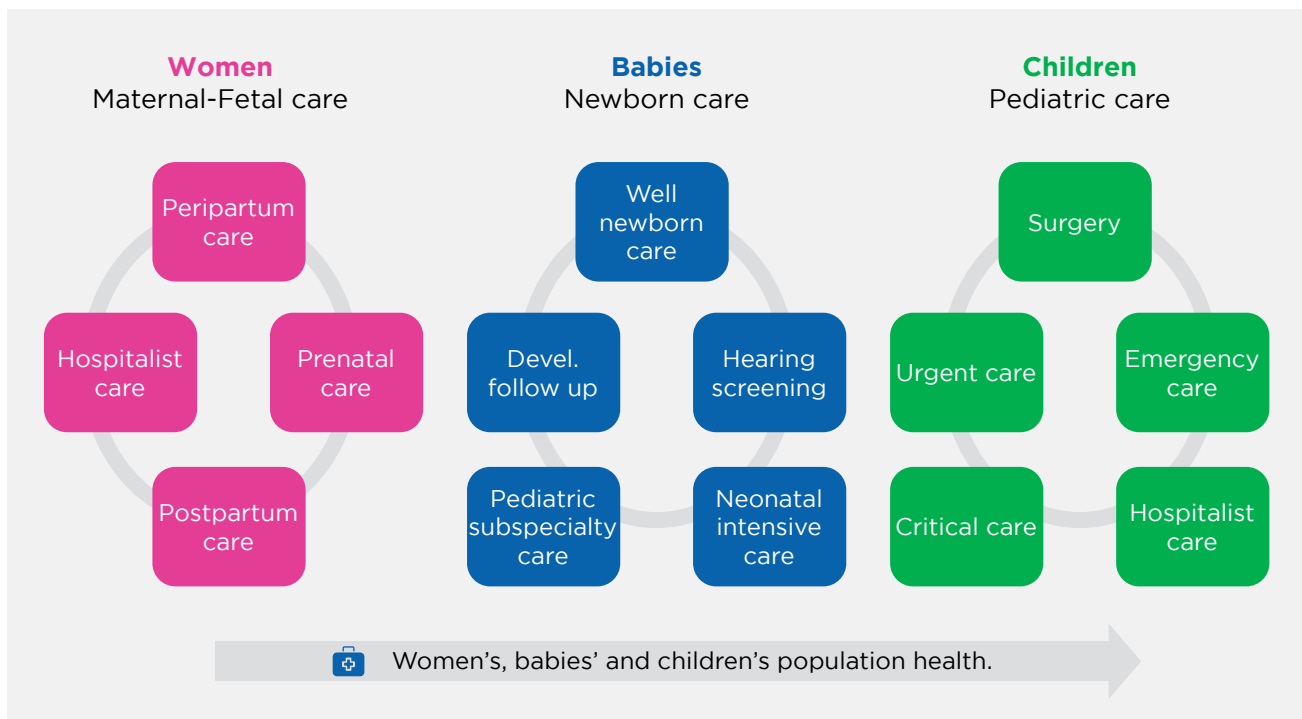 Women
Maternal-Fetal care
Peripartum
care
Hospitalist
care
Prenatal
care
Postpartum
care
Babies
Newborn care
Well
newborn
care
Devel.
follow up
Hearing
screening
Pediatric
subspecialty
care
Neonatal
intensive
care
Children
Pediatric care
Surgery
Urgent care
Emergency
care
Critical care
Hospitalist
care
Women's, babies' and children's population health.